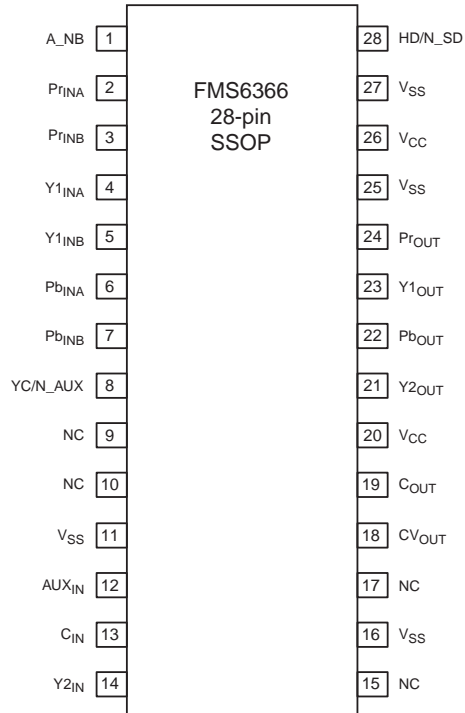 A_NB 1 28 HD/N_SD
PrINA 2 FMS6366 27 VSS
28-pin
PrINB 3 SSOP 26 VCC
Y1INA 4 25 VSS
Y1INB 5 24 PrOUT
PbINA 6 23 Y1OUT
PbINB 7 22 PbOUT
YC/N_AUX 8 21 Y2OUT
NC 9 20 VCC
NC 10 19 COUT
VSS 11 18 CVOUT
AUXIN 12 17 NC
CIN 13 16 VSS
Y2IN 14 15 NC